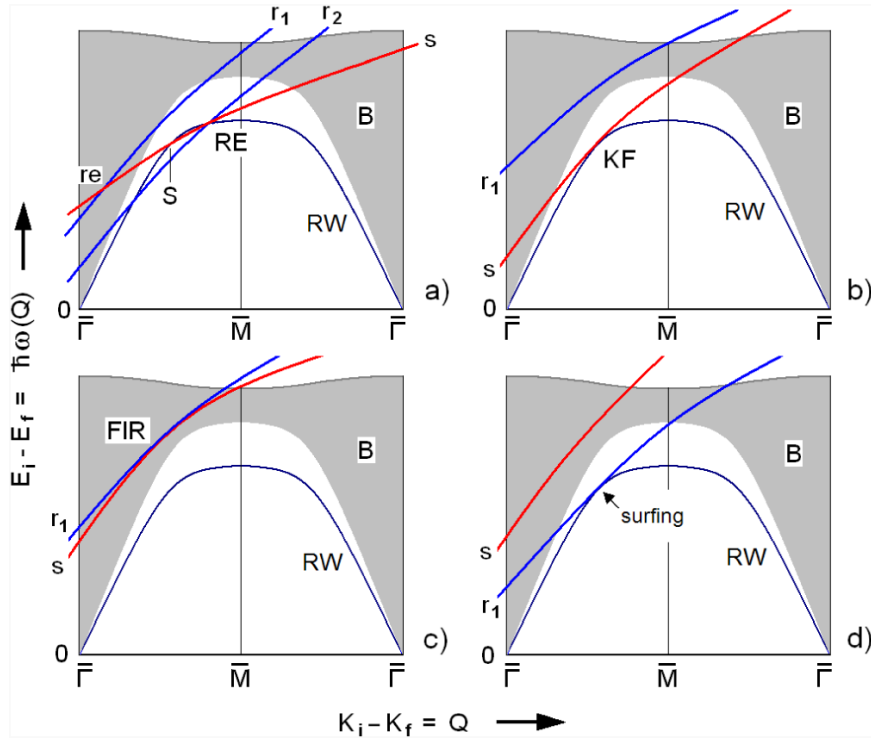 r₁ r₂
s
B
re RE
S
RW
0 a)
Γ̅ M̅ Γ̅
B
r₁ KF
RW
s
0 b)
Γ̅ M̅ Γ̅
FIR B
r₁
s
RW
0 c)
Γ̅ M̅ Γ̅
B
s surfing
r₁ RW
0 d)
Γ̅ M̅ Γ̅
E_i – E_f = ħω(Q)
K_i – K_f = Q